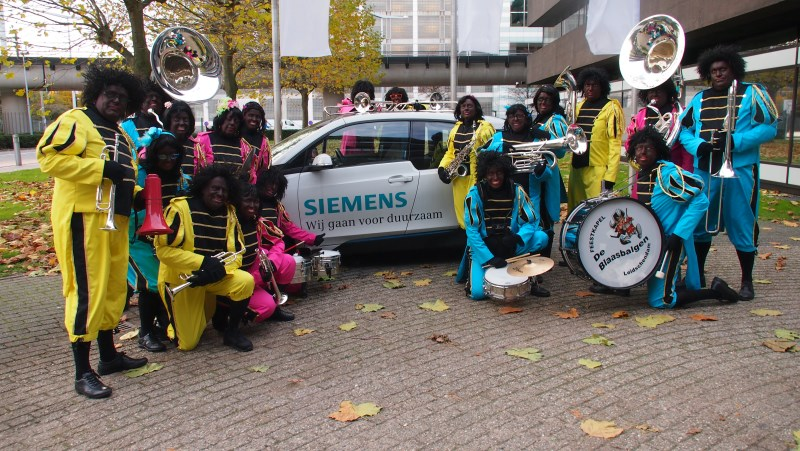 SIEMENS
Wij gaan voor duurzaam
FEESTKAPEL
De Blaasbalgen
Leidschendam